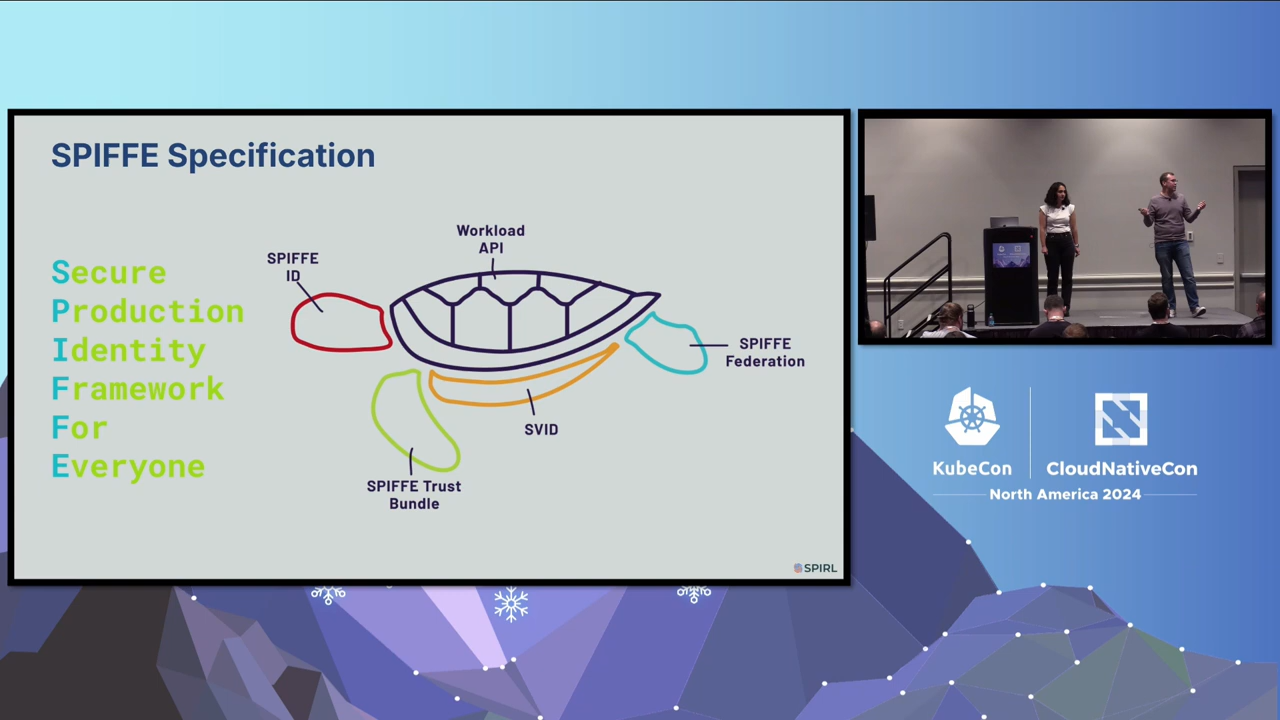 SPIFFE Specification
Secure
Production
Identity
Framework
For
Everyone
SPIFFE
ID
Workload
API
SPIFFE
Federation
SVID
SPIFFE Trust
Bundle
SPIRL
KubeCon
CloudNativeCon
North America 2024